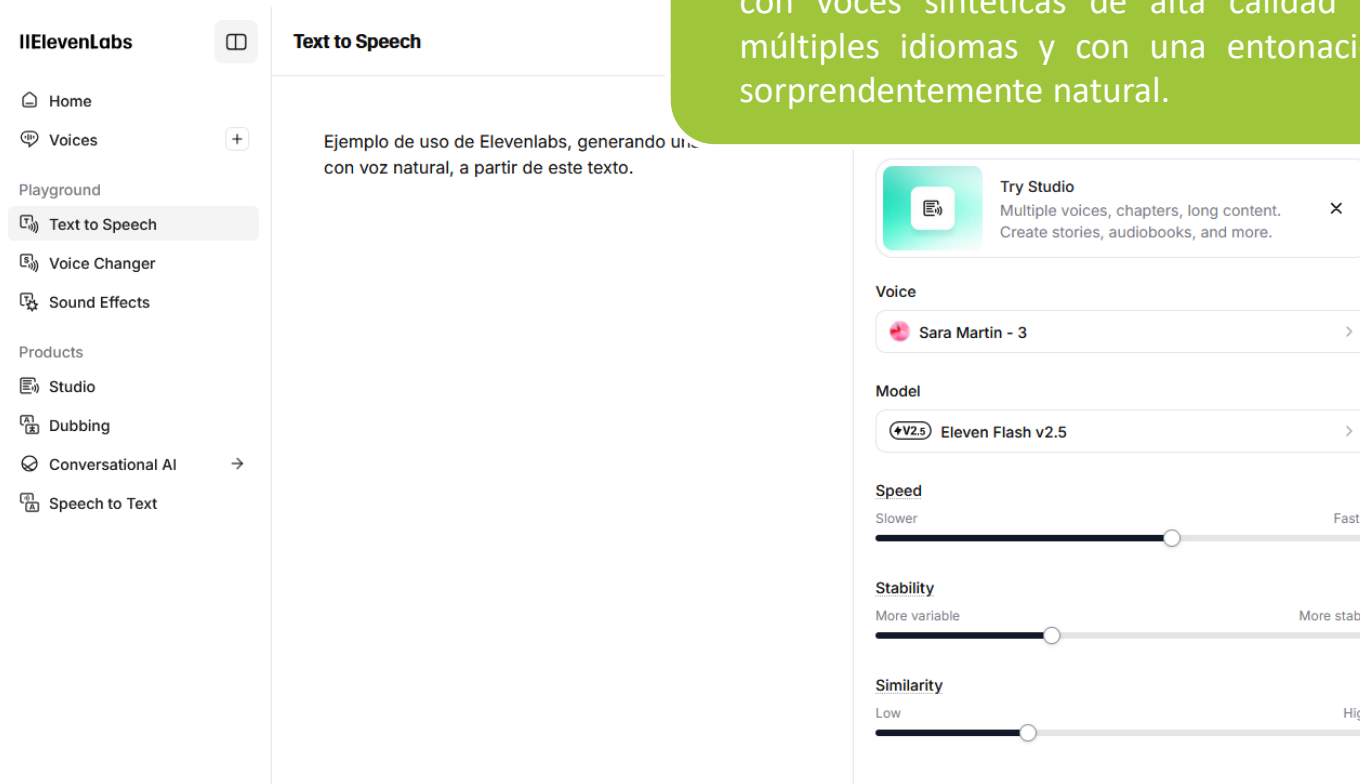 con voces sintéticas de alta calidad
múltiples idiomas y con una entonaci
sorprendentemente natural.
IIElevenLabs
Home
Voices
Playground
Text to Speech
Voice Changer
Sound Effects
Products
Studio
Dubbing
Conversational AI
Speech to Text
Text to Speech
Ejemplo de uso de Elevenlabs, generando
con voz natural, a partir de este texto.
Try Studio
Multiple voices, chapters, long content.
Create stories, audiobooks, and more.
Voice
Sara Martin - 3
Model
V2.5 Eleven Flash v2.5
Speed
Slower Fast
Stability
More variable More stab
Similarity
Low Hig